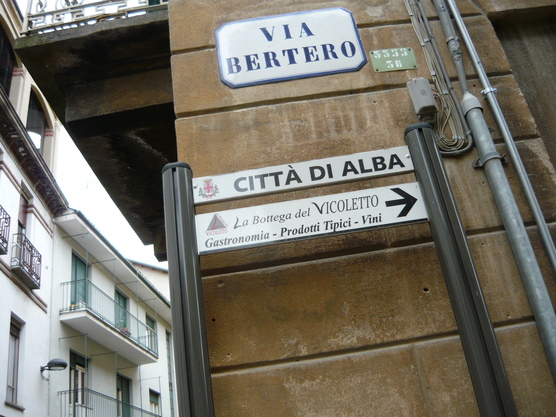 VIA
BERTERO
CITTÀ DI ALBA
La Bottega del VICOLETTO
Gastronomia - Prodotti Tipici - Vini